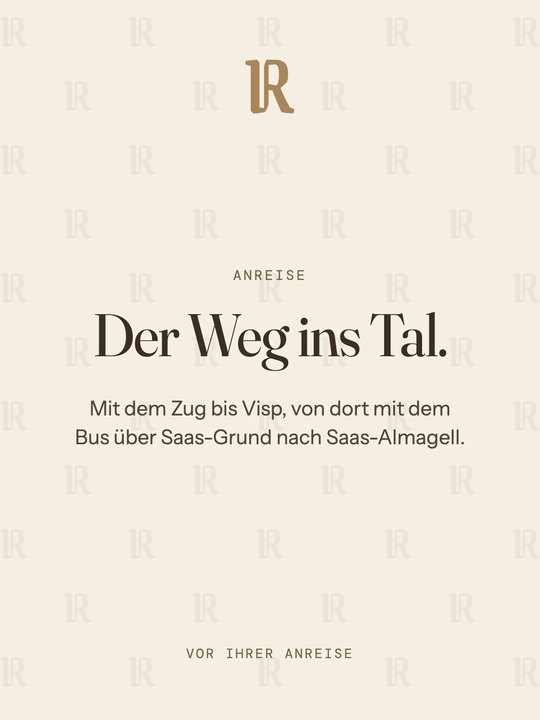 R
ANREISE
Der Weg ins Tal.
Mit dem Zug bis Visp, von dort mit dem
Bus über Saas-Grund nach Saas-Almagell.
VOR IHRER ANREISE